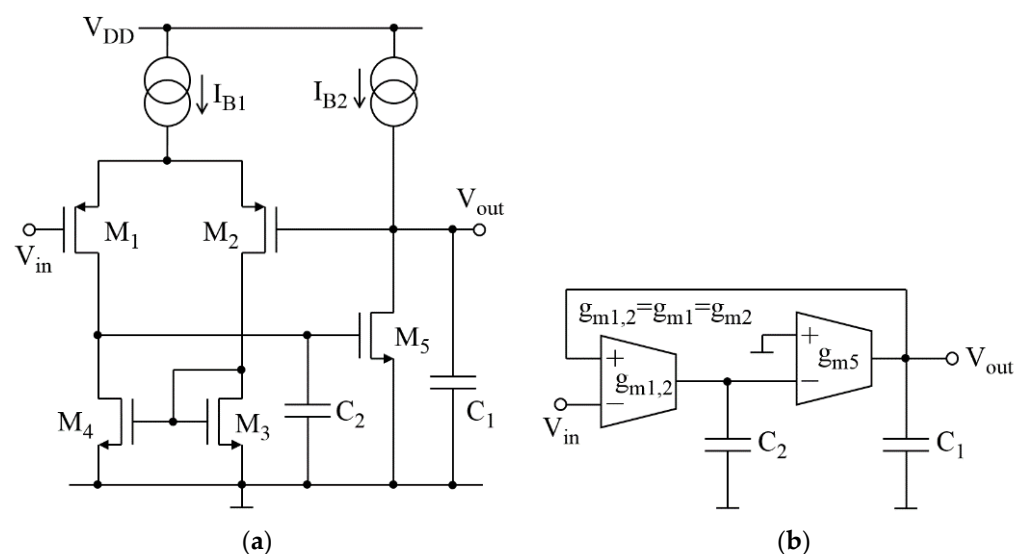 V_DD
I_B1
I_B2
V_out
M_1
M_2
V_in
M_5
C_2
C_1
M_4
M_3
(a)
g_m1,2=g_m1=g_m2
+
g_m1,2
−
V_in
+
g_m5
−
V_out
C_2
C_1
(b)